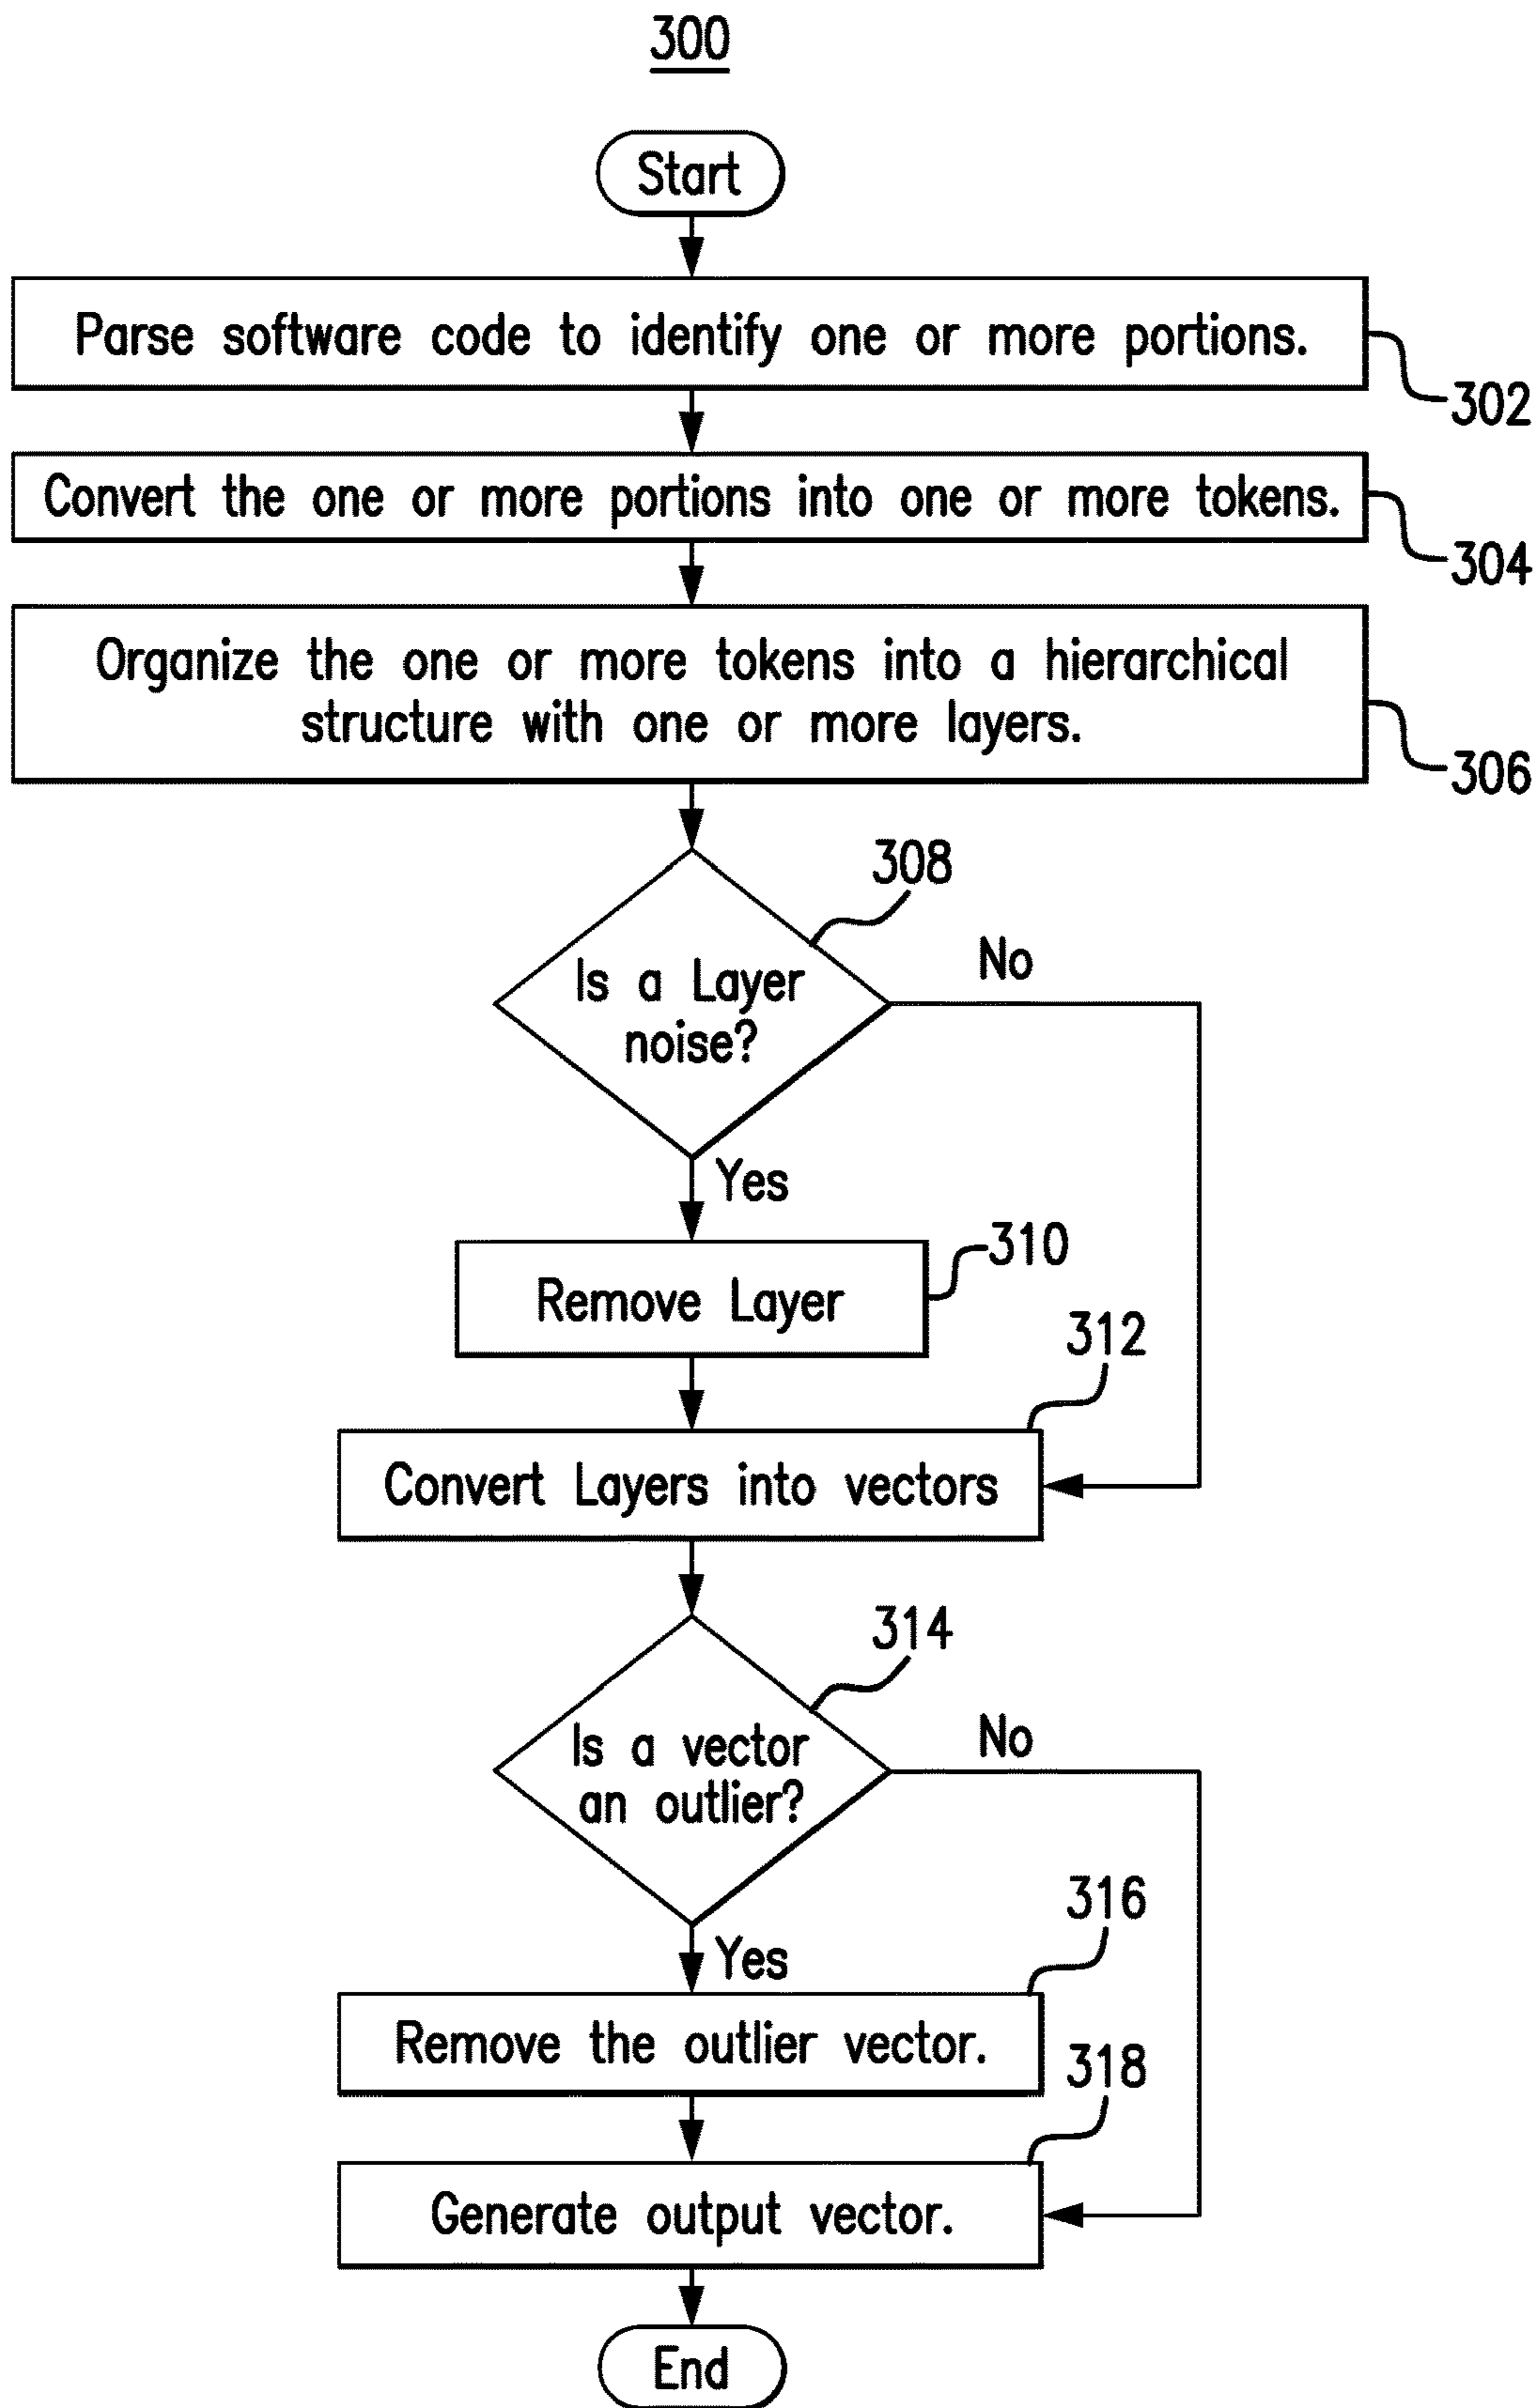 300
Start
Parse software code to identify one or more portions.
302
Convert the one or more portions into one or more tokens.
304
Organize the one or more tokens into a hierarchical
structure with one or more layers.
306
308
Is a Layer
noise?
No
Yes
310
Remove Layer
312
Convert Layers into vectors
314
Is a vector
an outlier?
No
Yes
316
Remove the outlier vector.
318
Generate output vector.
End